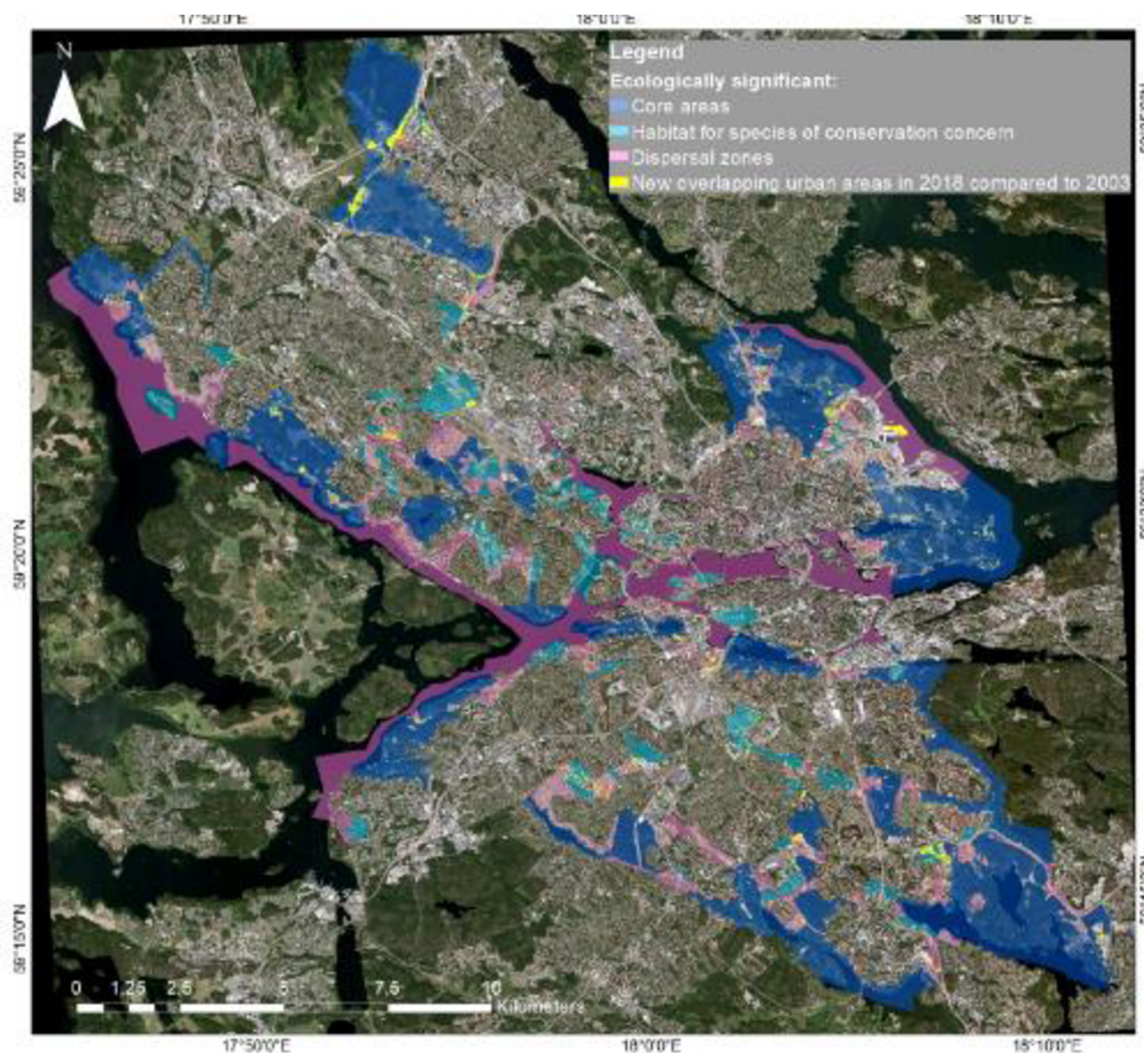 17°50'0"E 18°0'0"E 18°10'0"E
N
Legend
Ecologically significant:
Core areas
Habitat for species of conservation concern
Dispersal zones
New overlapping urban areas in 2018 compared to 2003
59°25'0"N
59°20'0"N
59°15'0"N
0 1.25 2.5 5 7.5 10
Kilometers
17°50'0"E 18°0'0"E 18°10'0"E